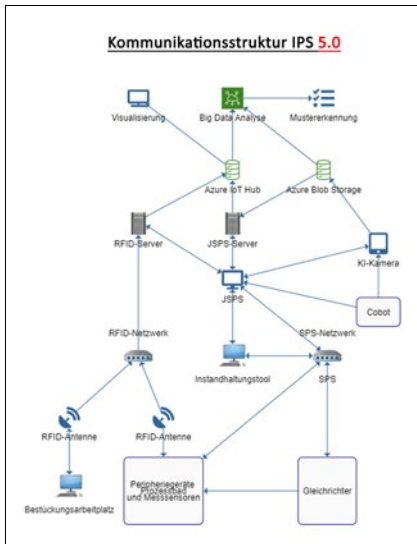 Kommunikationsstruktur IPS 5.0
Visualisierung
Big Data Analyse
Mustererkennung
Azure IoT Hub
Azure Blob Storage
RFID-Server
JSPS-Server
KI-Kamera
JSPS
Cobot
RFID-Netzwerk
SPS-Netzwerk
Instandhaltungstool
SPS
RFID-Antenne
RFID-Antenne
Peripheriegeräte
Prozessbad
und Messsensoren
Gleichrichter
Bestückungsarbeitplatz